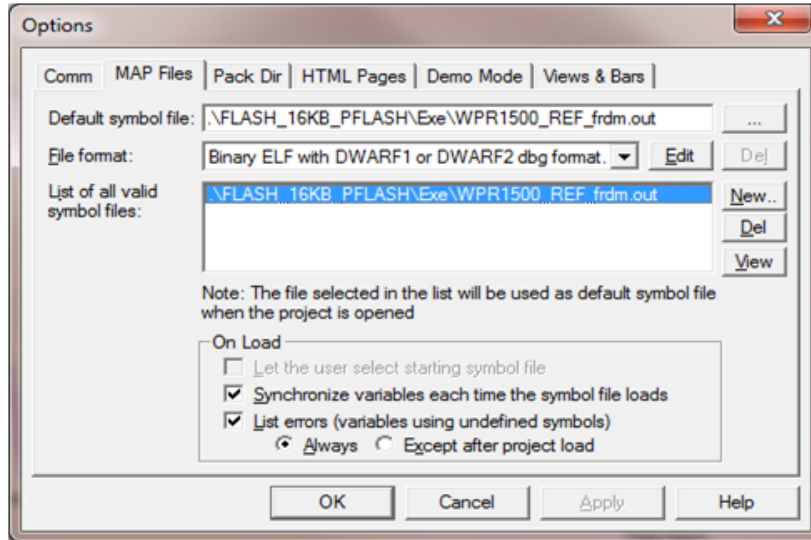 Options
Comm MAP Files Pack Dir HTML Pages Demo Mode Views & Bars
Default symbol file: .\FLASH_16KB_PFLASH\Exe\WPR1500_REF_frdm.out ...
File format: Binary ELF with DWARF1 or DWARF2 dbg format. Edit Del
List of all valid .\FLASH_16KB_PFLASH\Exe\WPR1500_REF_frdm.out New..
symbol files:
Del
View
Note: The file selected in the list will be used as default symbol file
when the project is opened
On Load
Let the user select starting symbol file
Synchronize variables each time the symbol file loads
List errors (variables using undefined symbols)
Always Except after project load
OK Cancel Apply Help